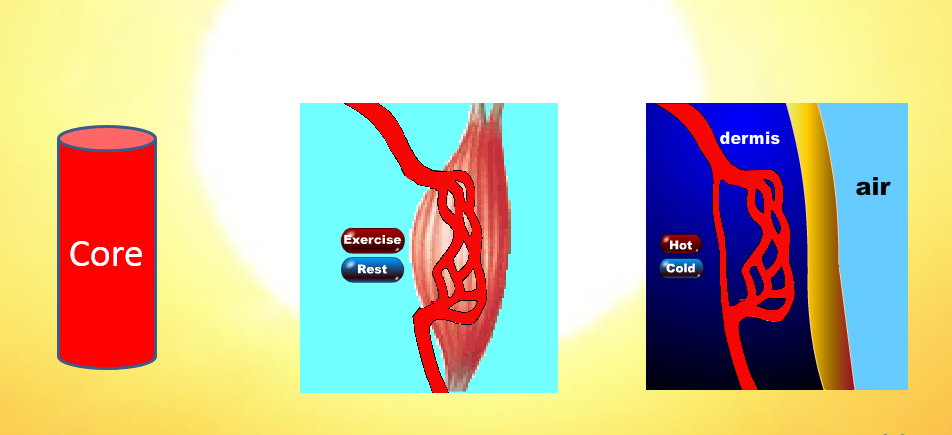 Core
Exercise
Rest
dermis
air
Hot
Cold